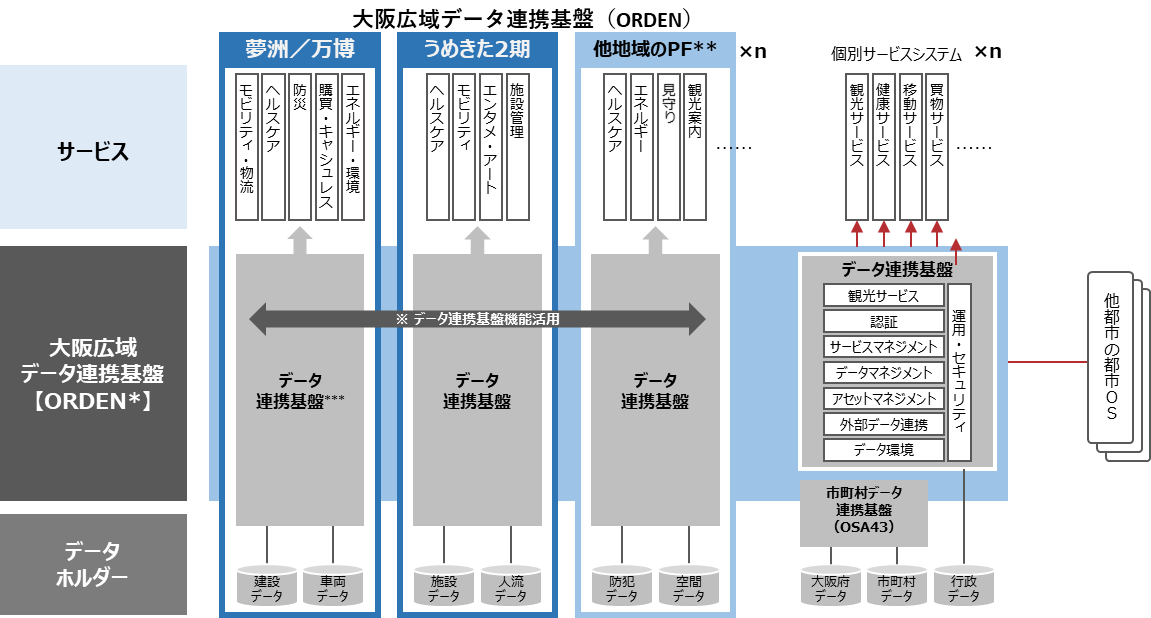 大阪広域データ連携基盤（ORDEN）
夢洲／万博
うめきた2期
他地域のPF**
×n
個別サービスシステム
×n
サービス
モビリティ・物流
ヘルスケア
防災
購買・キャシュレス
エネルギー・環境
ヘルスケア
モビリティ
エンタメ・アート
施設管理
ヘルスケア
エネルギー
見守り
観光案内
……
観光サービス
健康サービス
移動サービス
買物サービス
……
大阪広域
データ連携基盤
【ORDEN*】
※ データ連携基盤機能活用
データ
連携基盤***
データ
連携基盤
データ
連携基盤
データ連携基盤
観光サービス
認証
サービスマネジメント
データマネジメント
アセットマネジメント
外部データ連携
データ環境
運用・セキュリティ
他都市の都市OS
市町村データ
連携基盤
（OSA43）
データ
ホルダー
建設
データ
車両
データ
施設
データ
人流
データ
防犯
データ
空間
データ
大阪府
データ
市町村
データ
行政
データ